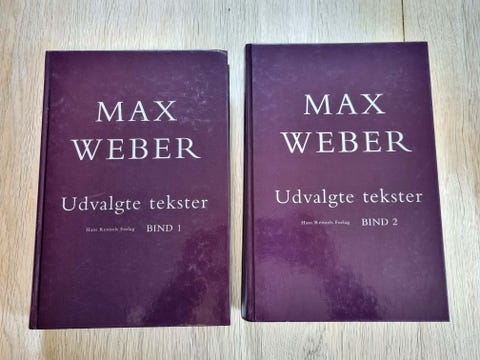 MAX
WEBER
Udvalgte tekster
Hans Reitzels Forlag BIND 1
MAX
WEBER
Udvalgte tekster
Hans Reitzels Forlag BIND 2